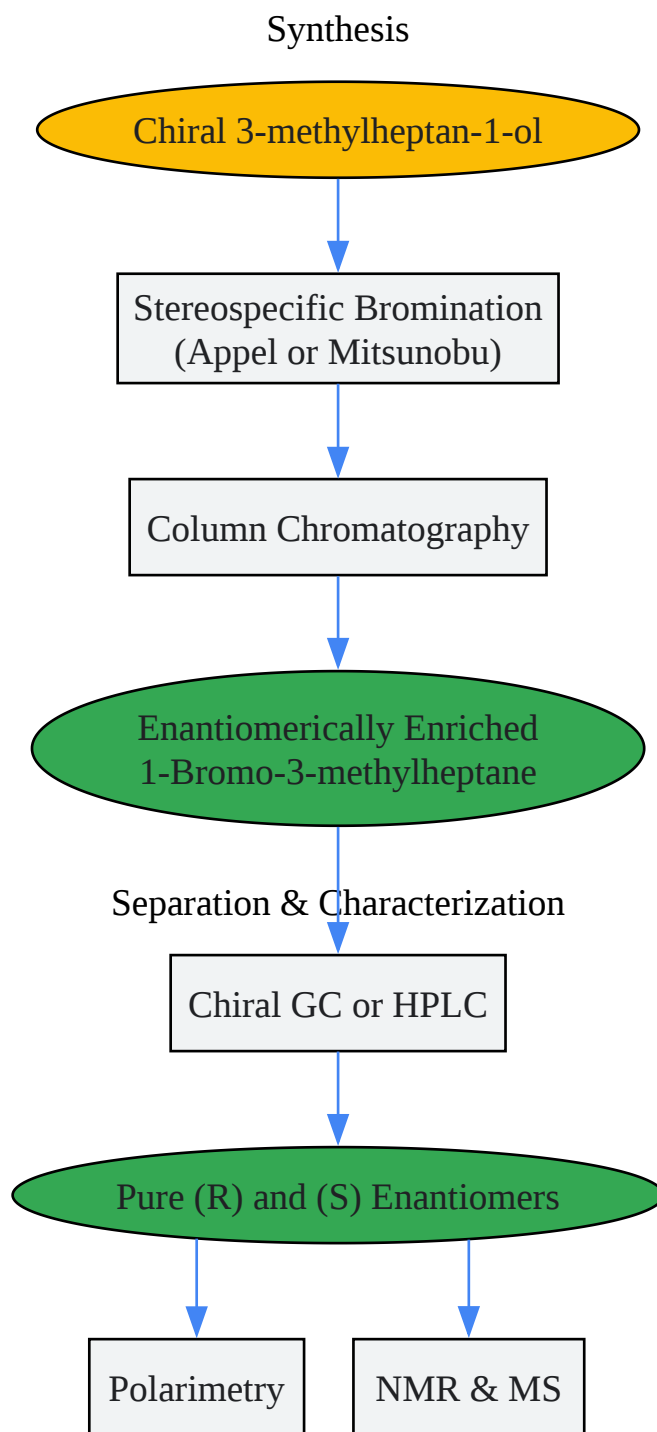 Synthesis
Chiral 3-methylheptan-1-ol
Stereospecific Bromination
(Appel or Mitsunobu)
Column Chromatography
Enantiomerically Enriched
1-Bromo-3-methylheptane
Separation & Characterization
Chiral GC or HPLC
Pure (R) and (S) Enantiomers
Polarimetry
NMR & MS